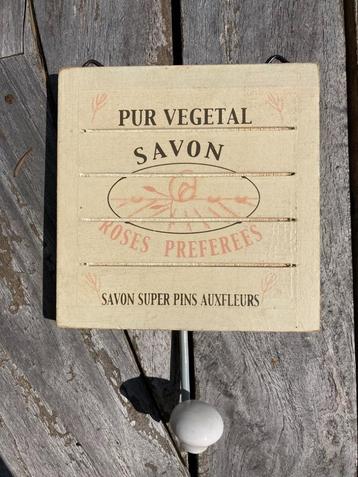 PUR VEGETAL
SAVON
ROSES PREFEREES
SAVON SUPER PINS AUXFLEURS